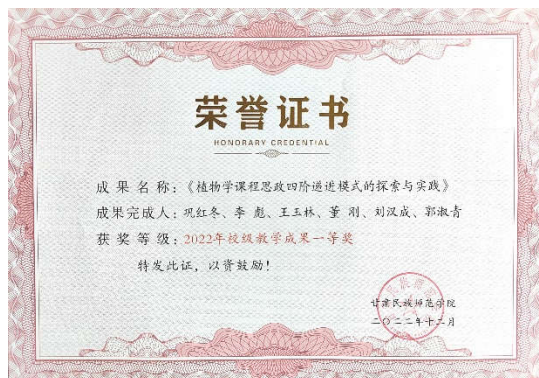 荣誉证书
HONORARY CREDENTIAL
成果名称：《植物学课程思政四阶递进模式的探索与实践》
成果完成人：巩红冬、李 彪、王玉林、董 刚、刘汉成、郭淑青
获奖等级：2022年校级教学成果一等奖
特发此证，以资鼓励！
甘肃民族师范学院
二〇二二年十二月